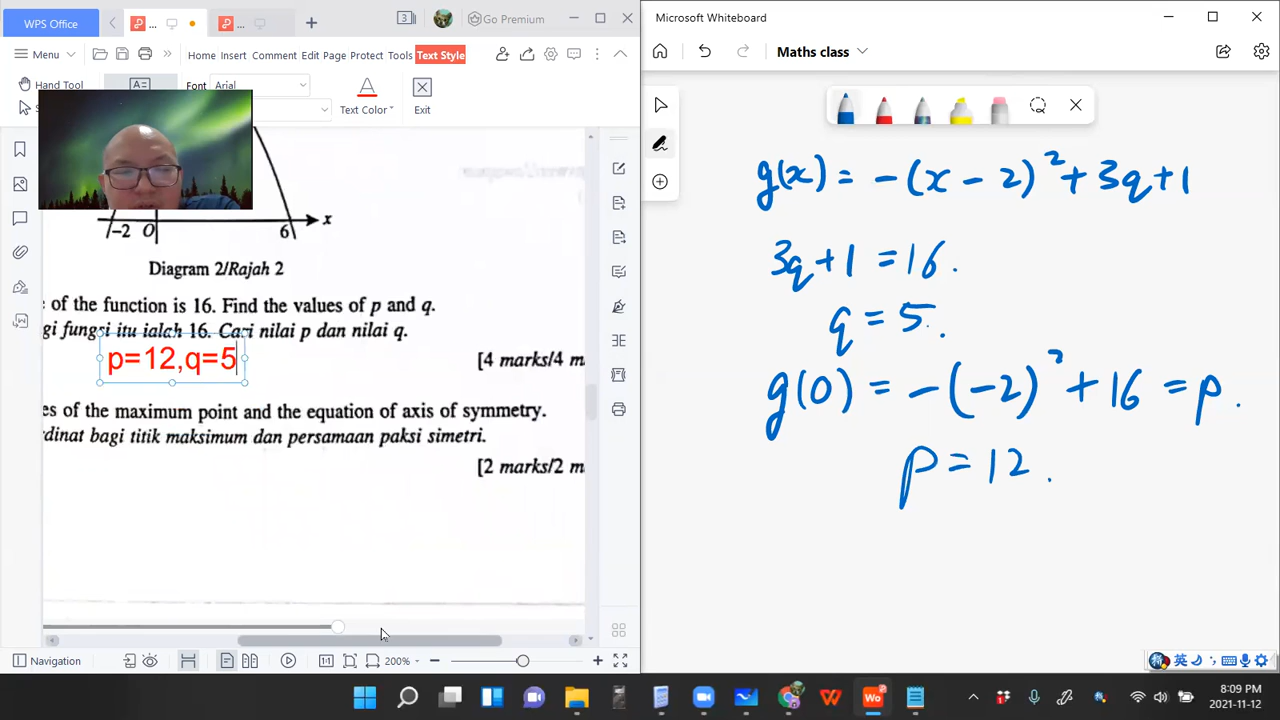 WPS Office
...
...
3
Go Premium
Microsoft Whiteboard
Menu
Home Insert Comment Edit Page Protect Tools Text Style
Maths class
Hand Tool
Font Arial
Text Color
Exit
g(x) = -(x - 2)² + 3q + 1
3q + 1 = 16.
q = 5.
g(0) = -(-2)² + 16 = p.
p = 12.
-2 O 6 x
Diagram 2/Rajah 2
of the function is 16. Find the values of p and q.
gi fungsi itu ialah 16. Cari nilai p dan nilai q.
p=12,q=5
[4 marks/4 m
es of the maximum point and the equation of axis of symmetry.
rdinat bagi titik maksimum dan persamaan paksi simetri.
[2 marks/2 m
Navigation
1:1
200%
英
Wo
8:09 PM
2021-11-12